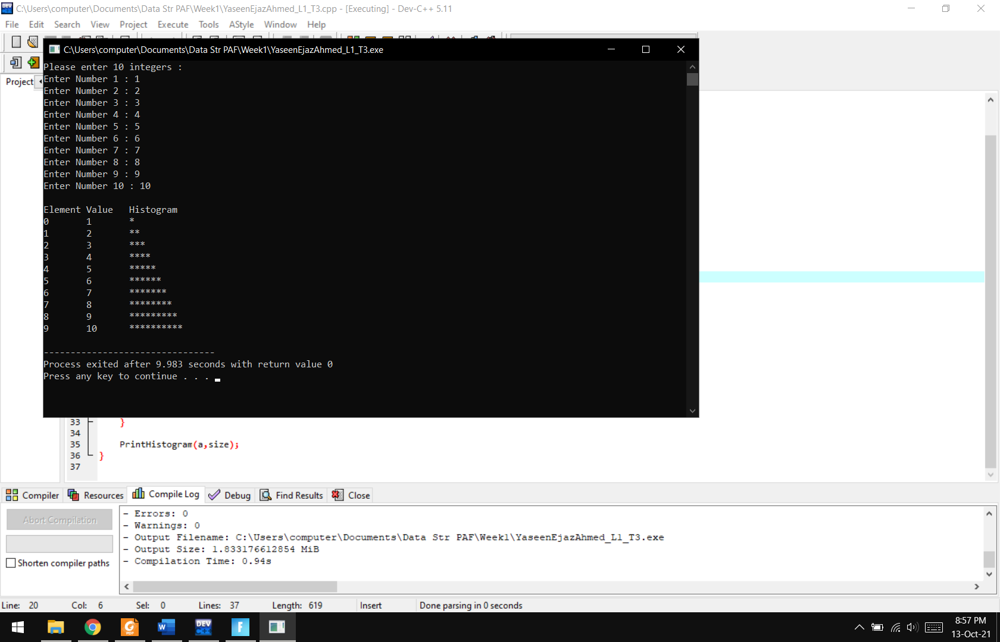 C:\Users\computer\Documents\Data Str PAF\Week1\YaseenEjazAhmed_L1_T3.cpp - [Executing] - Dev-C++ 5.11
File Edit Search View Project Execute Tools AStyle Window Help
C:\Users\computer\Documents\Data Str PAF\Week1\YaseenEjazAhmed_L1_T3.exe
Project
Please enter 10 integers :
Enter Number 1 : 1
Enter Number 2 : 2
Enter Number 3 : 3
Enter Number 4 : 4
Enter Number 5 : 5
Enter Number 6 : 6
Enter Number 7 : 7
Enter Number 8 : 8
Enter Number 9 : 9
Enter Number 10 : 10
Element Value Histogram
0 1 *
1 2 **
2 3 ***
3 4 ****
4 5 *****
5 6 ******
6 7 *******
7 8 ********
8 9 *********
9 10 **********
--------------------------------
Process exited after 9.983 seconds with return value 0
Press any key to continue . . .
33 }
34
35 PrintHistogram(a,size);
36 }
37
Compiler Resources Compile Log Debug Find Results Close
Abort Compilation
Shorten compiler paths
- Errors: 0
- Warnings: 0
- Output Filename: C:\Users\computer\Documents\Data Str PAF\Week1\YaseenEjazAhmed_L1_T3.exe
- Output Size: 1.833176612854 MiB
- Compilation Time: 0.94s
Line: 20 Col: 6 Sel: 0 Lines: 37 Length: 619 Insert Done parsing in 0 seconds
8:57 PM
13-Oct-21